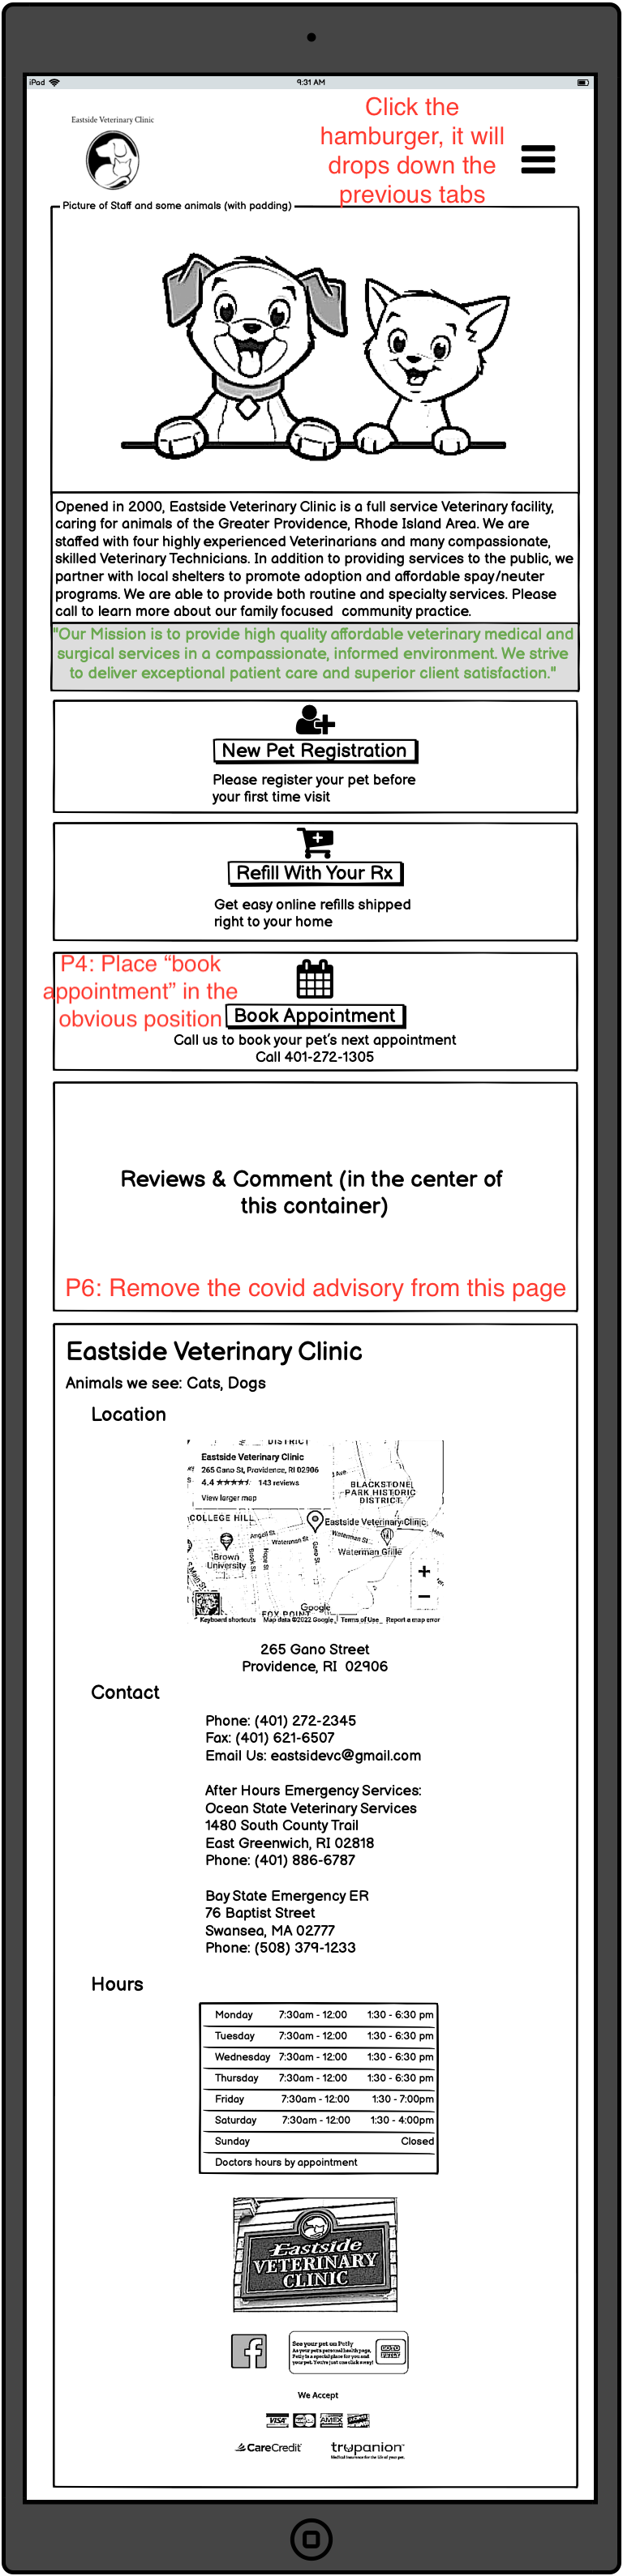 iPad
9:31 AM
Eastside Veterinary Clinic
Click the
hamburger, it will
drops down the
previous tabs
Picture of Staff and some animals (with padding)
Opened in 2000, Eastside Veterinary Clinic is a full service Veterinary facility,
caring for animals of the Greater Providence, Rhode Island Area. We are
staffed with four highly experienced Veterinarians and many compassionate,
skilled Veterinary Technicians. In addition to providing services to the public, we
partner with local shelters to promote adoption and affordable spay/neuter
programs. We are able to provide both routine and specialty services. Please
call to learn more about our family focused community practice.
"Our Mission is to provide high quality affordable veterinary medical and
surgical services in a compassionate, informed environment. We strive
to deliver exceptional patient care and superior client satisfaction."
New Pet Registration
Please register your pet before
your first time visit
Refill With Your Rx
Get easy online refills shipped
right to your home
P4: Place “book
appointment” in the
obvious position
Book Appointment
Call us to book your pet's next appointment
Call 401-272-1305
Reviews & Comment (in the center of
this container)
P6: Remove the covid advisory from this page
Eastside Veterinary Clinic
Animals we see: Cats, Dogs
Location
DISTRICT
Eastside Veterinary Clinic
265 Gano St, Providence, RI 02906
4.4 ★★★★★ 143 reviews
View larger map
BLACKSTONE
PARK HISTORIC
DISTRICT
COLLEGE HILL
Eastside Veterinary Clinic
Angell St
Waterman St
Waterman St
Waterman Grille
Brown
University
Hope St
Gano St
FOX POINT
Google
Keyboard shortcuts Map data ©2022 Google Terms of Use Report a map error
265 Gano Street
Providence, RI 02906
Contact
Phone: (401) 272-2345
Fax: (401) 621-6507
Email Us: eastsidevc@gmail.com
After Hours Emergency Services:
Ocean State Veterinary Services
1480 South County Trail
East Greenwich, RI 02818
Phone: (401) 886-6787
Bay State Emergency ER
76 Baptist Street
Swansea, MA 02777
Phone: (508) 379-1233
Hours
Monday 7:30am - 12:00 1:30 - 6:30 pm
Tuesday 7:30am - 12:00 1:30 - 6:30 pm
Wednesday 7:30am - 12:00 1:30 - 6:30 pm
Thursday 7:30am - 12:00 1:30 - 6:30 pm
Friday 7:30am - 12:00 1:30 - 7:00pm
Saturday 7:30am - 12:00 1:30 - 4:00pm
Sunday Closed
Doctors hours by appointment
Eastside
VETERINARY
CLINIC
See your pet on Petly
As your pet's personal health page,
Petly is a special place for you and
your pet. You're just one click away!
GO TO
PETLY
We Accept
VISA
AMEX
CareCredit
trupanion
Medical insurance for the life of your pet.